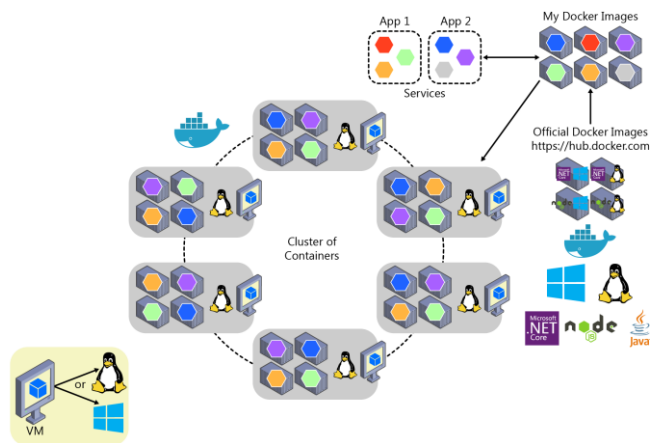 App 1
App 2
My Docker Images
Services
Official Docker Images
https://hub.docker.com
Cluster of
Containers
Microsoft
.NET
Core
node
JS
Java
or
VM